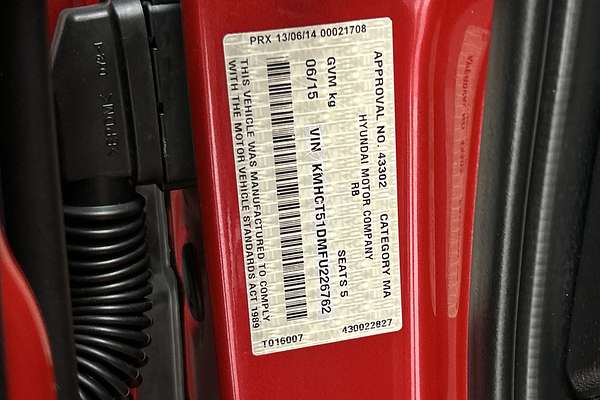 PRX 13/06/14 00021708
APPROVAL NO. 43302 CATEGORY MA
HYUNDAI MOTOR COMPANY
RB
GVM kg SEATS 5
06/15 VIN KMHCT51DMFU226762
THIS VEHICLE WAS MANUFACTURED TO COMPLY
WITH THE MOTOR VEHICLE STANDARDS ACT 1989
T016007 430022827